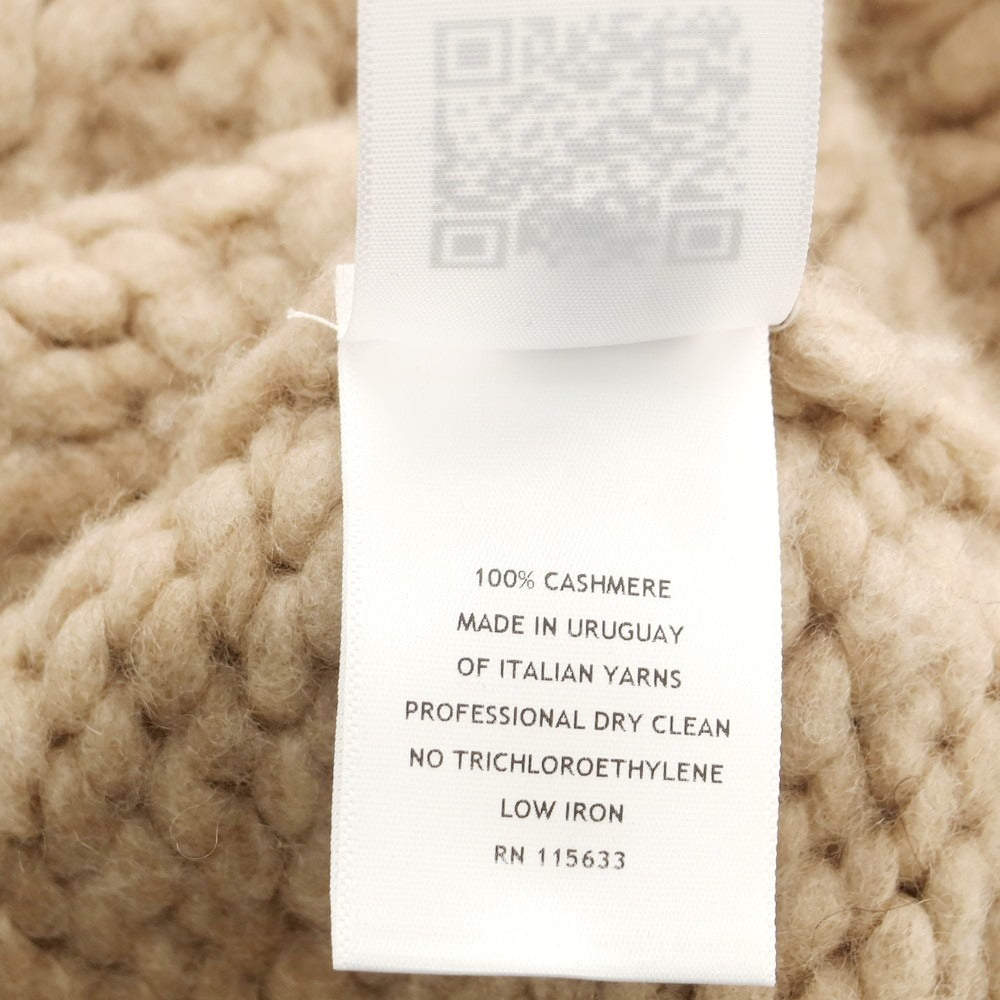 100% CASHMERE
MADE IN URUGUAY
OF ITALIAN YARNS
PROFESSIONAL DRY CLEAN
NO TRICHLOROETHYLENE
LOW IRON
RN 115633